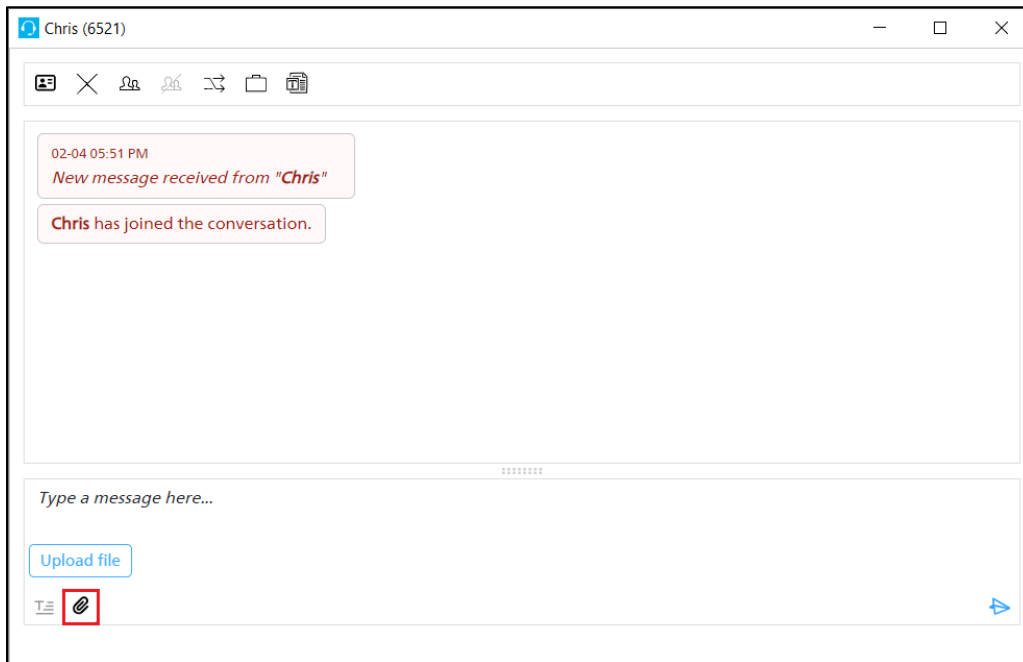 Chris (6521)
02-04 05:51 PM
New message received from "Chris"
Chris has joined the conversation.
Type a message here...
Upload file